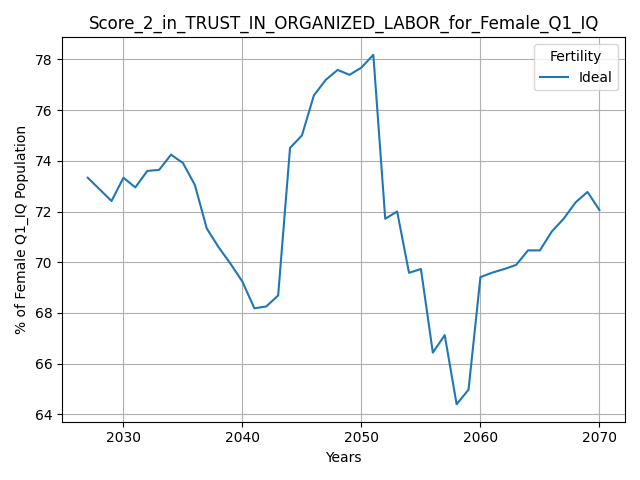 Score_2_in_TRUST_IN_ORGANIZED_LABOR_for_Female_Q1_IQ
Fertility
Ideal
% of Female Q1_IQ Population
78
76
74
72
70
68
66
64
2030 2040 2050 2060 2070
Years